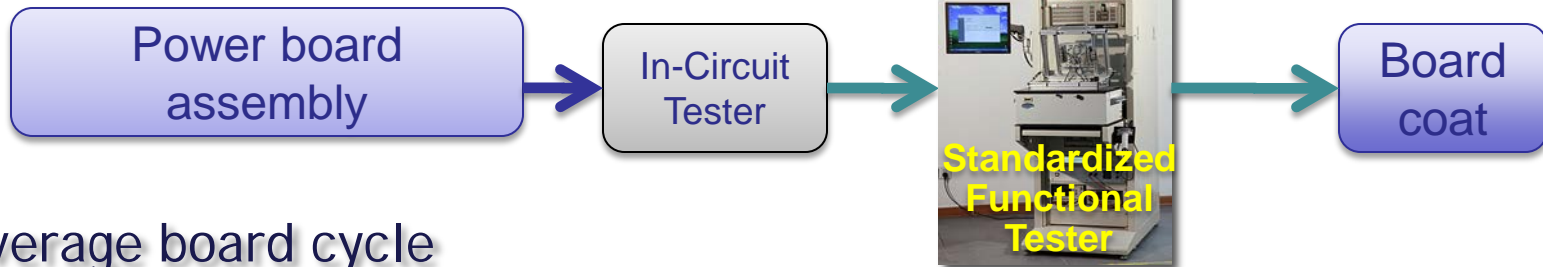 Power board
assembly
In-Circuit
Tester
Standardized
Functional
Tester
Board
coat
verage board cycle